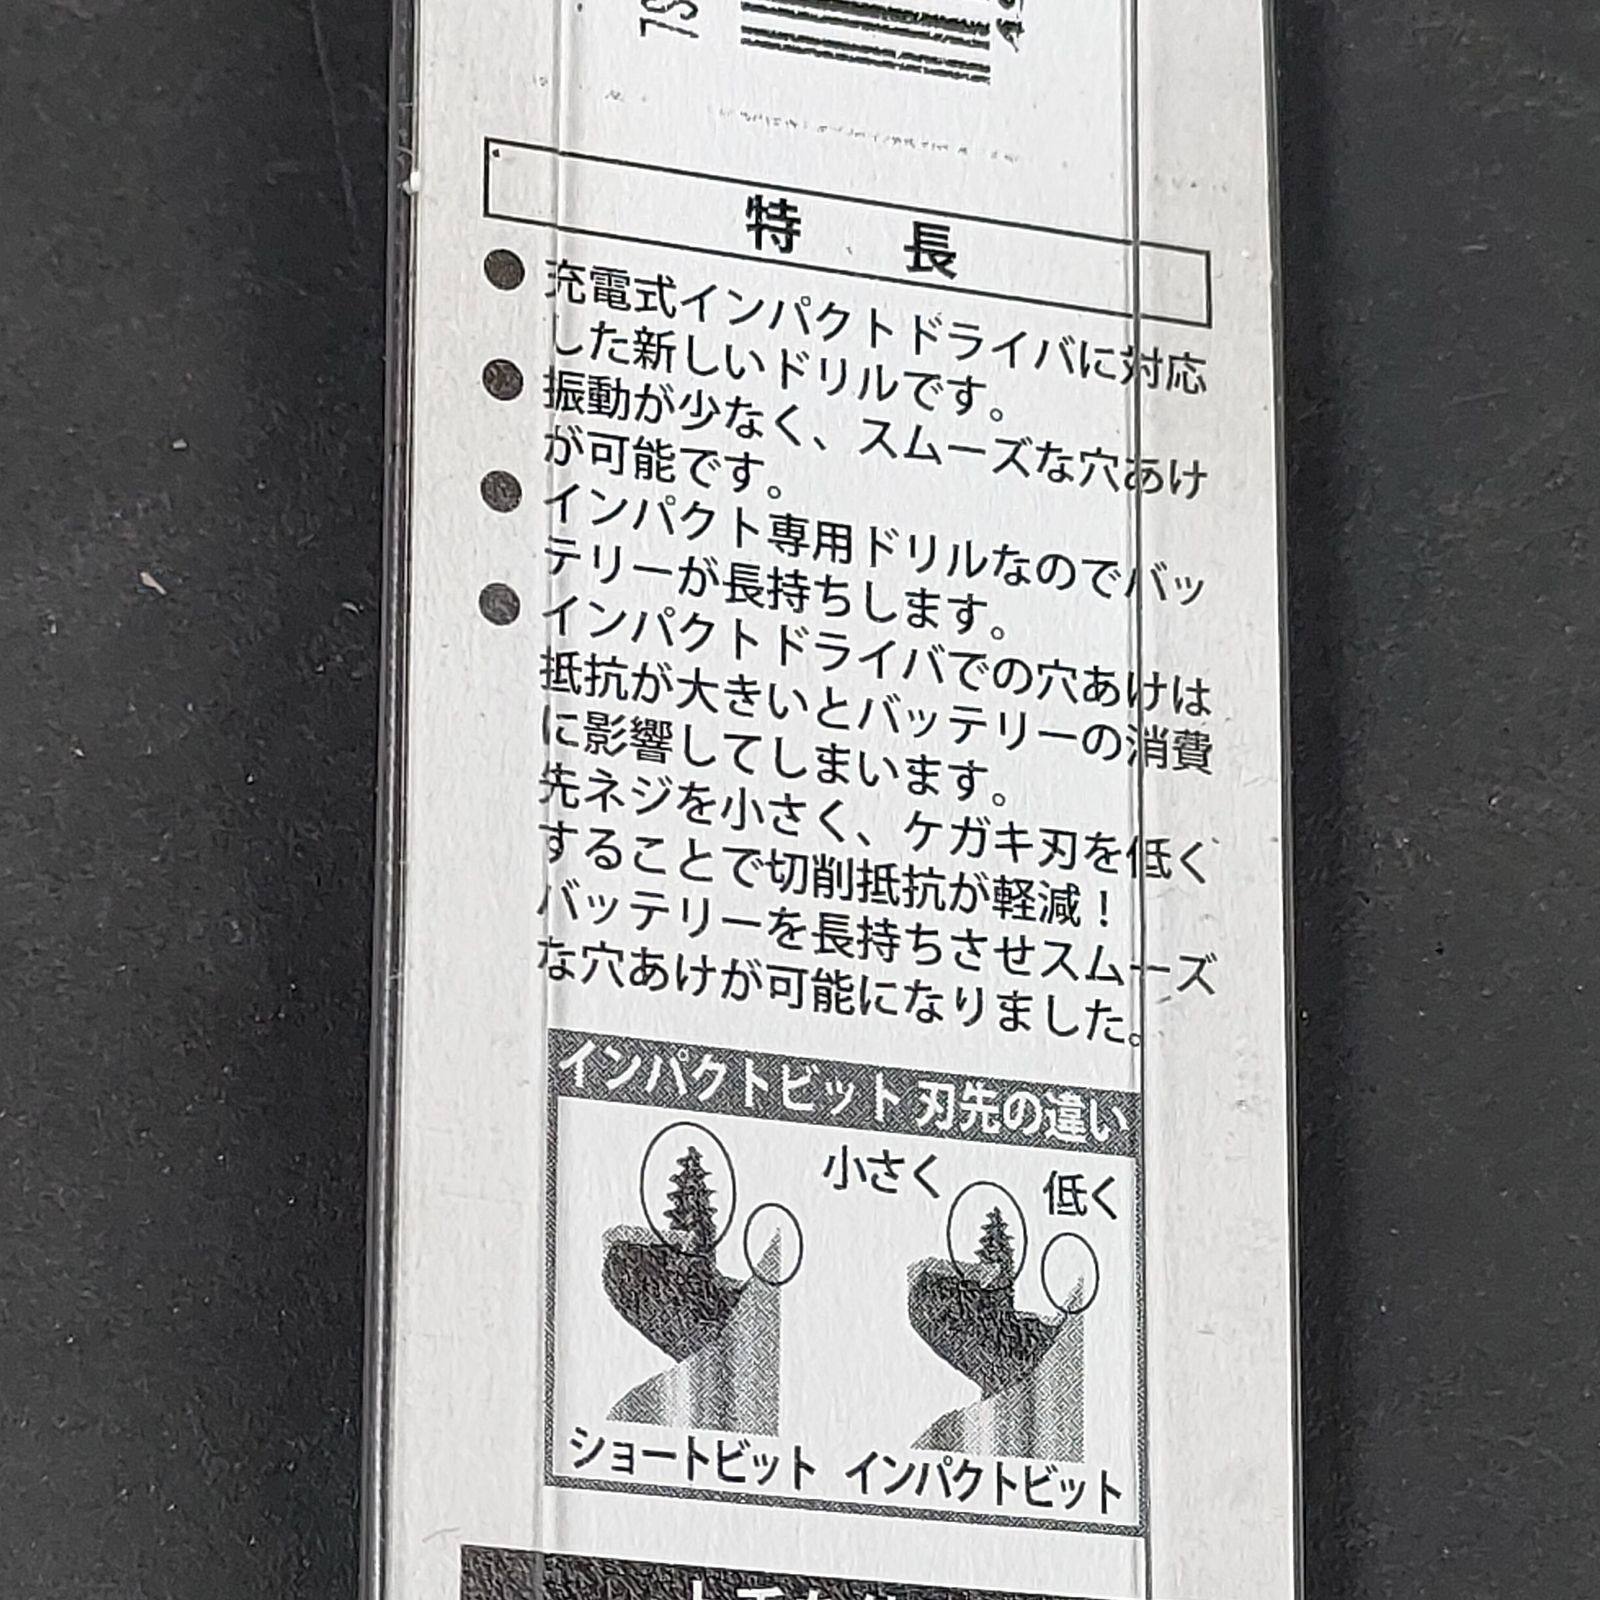 特長
● 充電式インパクトドライバに対応
した新しいドリルです。
● 振動が少なく、スムーズな穴あけ
が可能です。
● インパクト専用ドリルなのでバッ
テリーが長持ちします。
● インパクトドライバでの穴あけは
抵抗が大きいとバッテリーの消費
に影響してしまいます。
先ネジを小さく、ケガキ刃を低く
することで切削抵抗が軽減！
バッテリーを長持ちさせスムーズ
な穴あけが可能になりました。
インパクトビット刃先の違い
小さく 低く
ショートビット インパクトビット